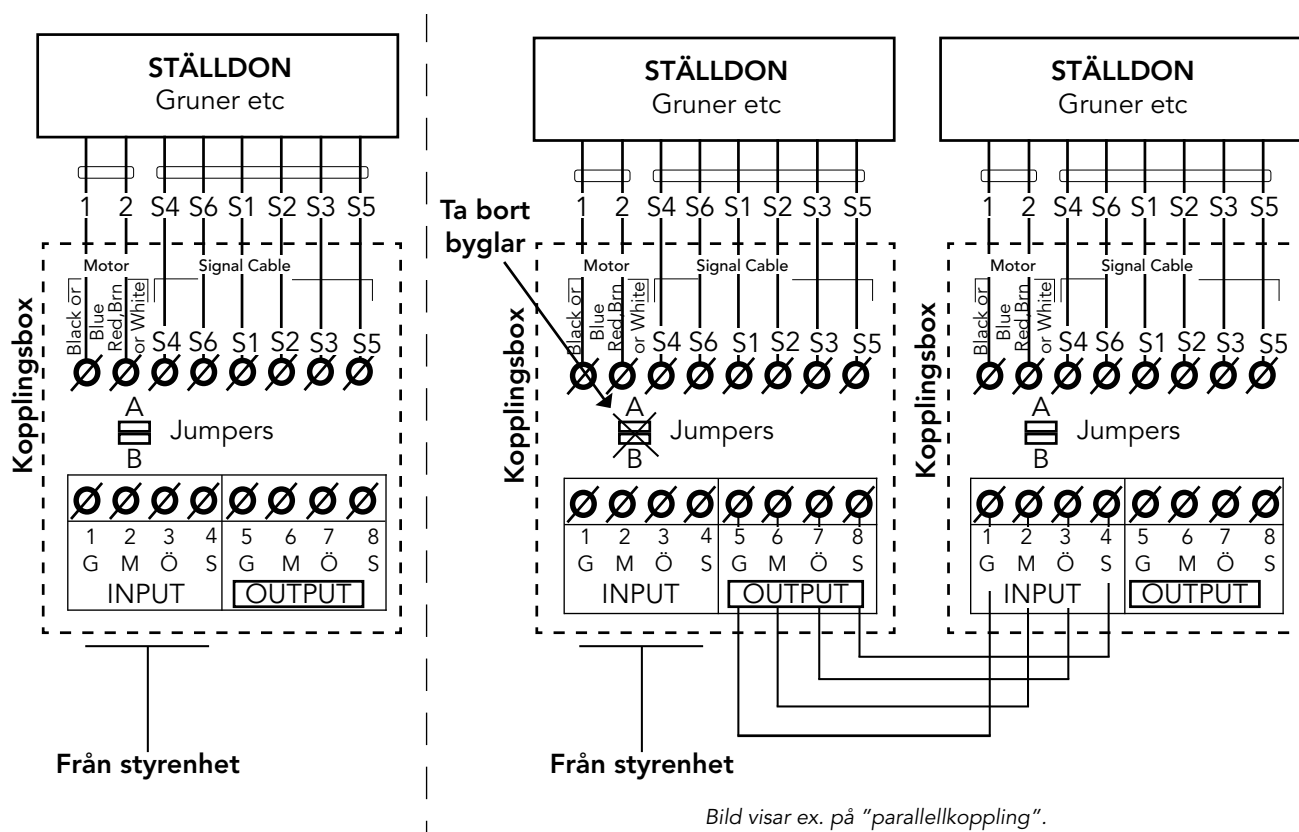 STÄLLDON
Gruner etc
1 2 S4 S6 S1 S2 S3 S5
Kopplingsbox
Motor
Signal Cable
Black or
Blue
Red,Brn
or White
S4 S6 S1 S2 S3 S5
A
Jumpers
B
1 2 3 4 5 6 7 8
G M Ö S G M Ö S
INPUT OUTPUT
Från styrenhet
STÄLLDON
Gruner etc
1 2 S4 S6 S1 S2 S3 S5
Ta bort
byglar
Kopplingsbox
Motor
Signal Cable
Black or
Blue
Red,Brn
or White
S4 S6 S1 S2 S3 S5
A
Jumpers
B
1 2 3 4 5 6 7 8
G M Ö S G M Ö S
INPUT OUTPUT
Från styrenhet
STÄLLDON
Gruner etc
1 2 S4 S6 S1 S2 S3 S5
Kopplingsbox
Motor
Signal Cable
Black or
Blue
Red,Brn
or White
S4 S6 S1 S2 S3 S5
A
Jumpers
B
1 2 3 4 5 6 7 8
G M Ö S G M Ö S
INPUT OUTPUT
Bild visar ex. på ”parallellkoppling”.